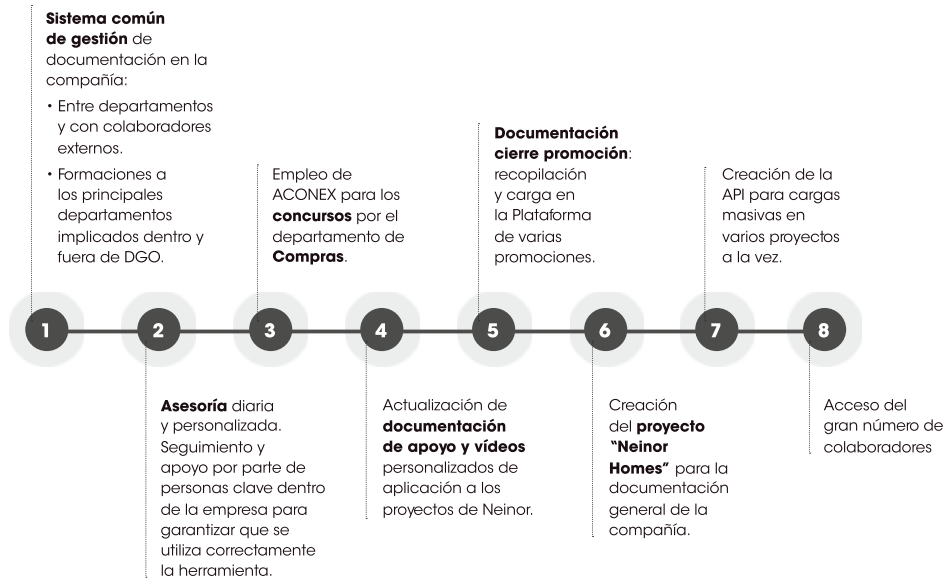 Sistema común
de gestión de
documentación en la
compañía:
• Entre departamentos
y con colaboradores
externos.
• Formaciones a
los principales
departamentos
implicados dentro y
fuera de DGO.
Empleo de
ACONEX para los
concursos por el
departamento de
Compras.
Documentación
cierre promoción:
recopilación
y carga en
la Plataforma
de varias
promociones.
Creación de la
API para cargas
masivas en
varios proyectos
a la vez.
1 2 3 4 5 6 7 8
Asesoría diaria
y personalizada.
Seguimiento y
apoyo por parte de
personas clave dentro
de la empresa para
garantizar que se
utiliza correctamente
la herramienta.
Actualización de
documentación
de apoyo y vídeos
personalizados de
aplicación a los
proyectos de Neinor.
Creación
del proyecto
"Neinor
Homes" para la
documentación
general de la
compañía.
Acceso del
gran número de
colaboradores